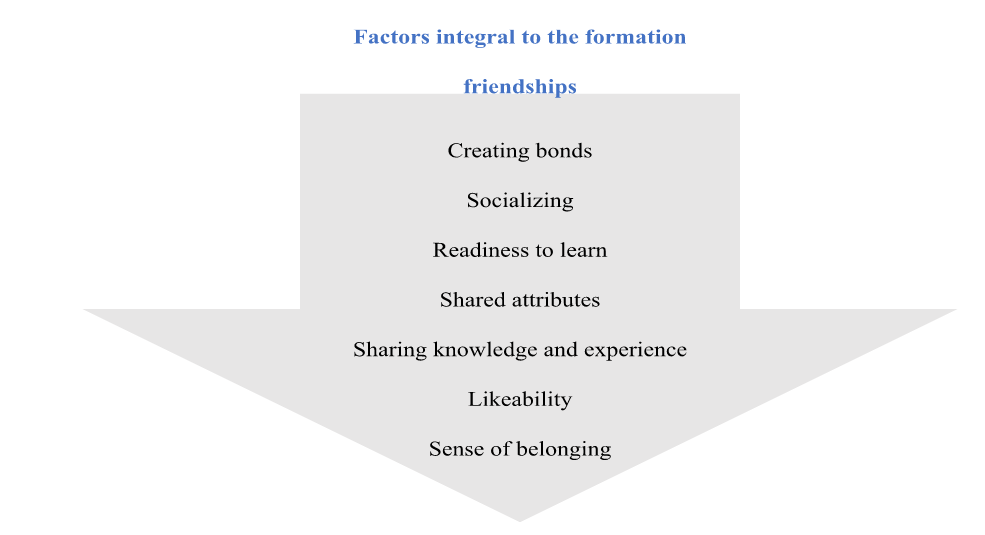 Factors integral to the formation
friendships
Creating bonds
Socializing
Readiness to learn
Shared attributes
Sharing knowledge and experience
Likeability
Sense of belonging